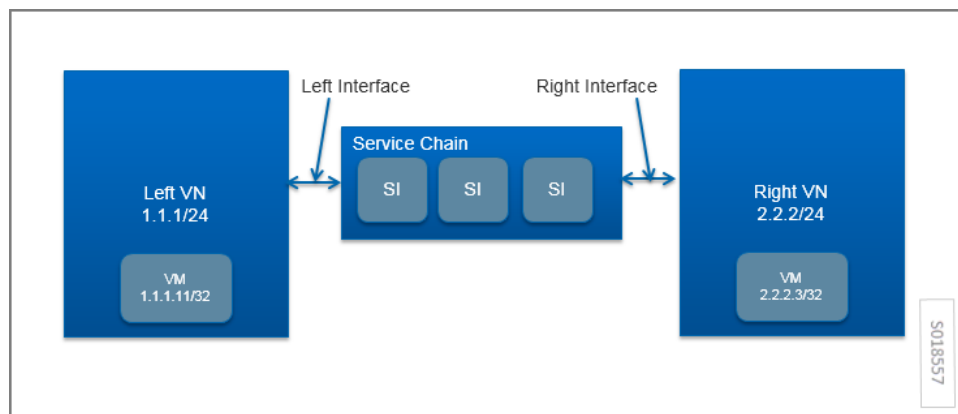 Left Interface
Right Interface
Service Chain
SI
SI
SI
Left VN
1.1.1/24
VM
1.1.1.11/32
Right VN
2.2.2/24
VM
2.2.2.3/32
S018557